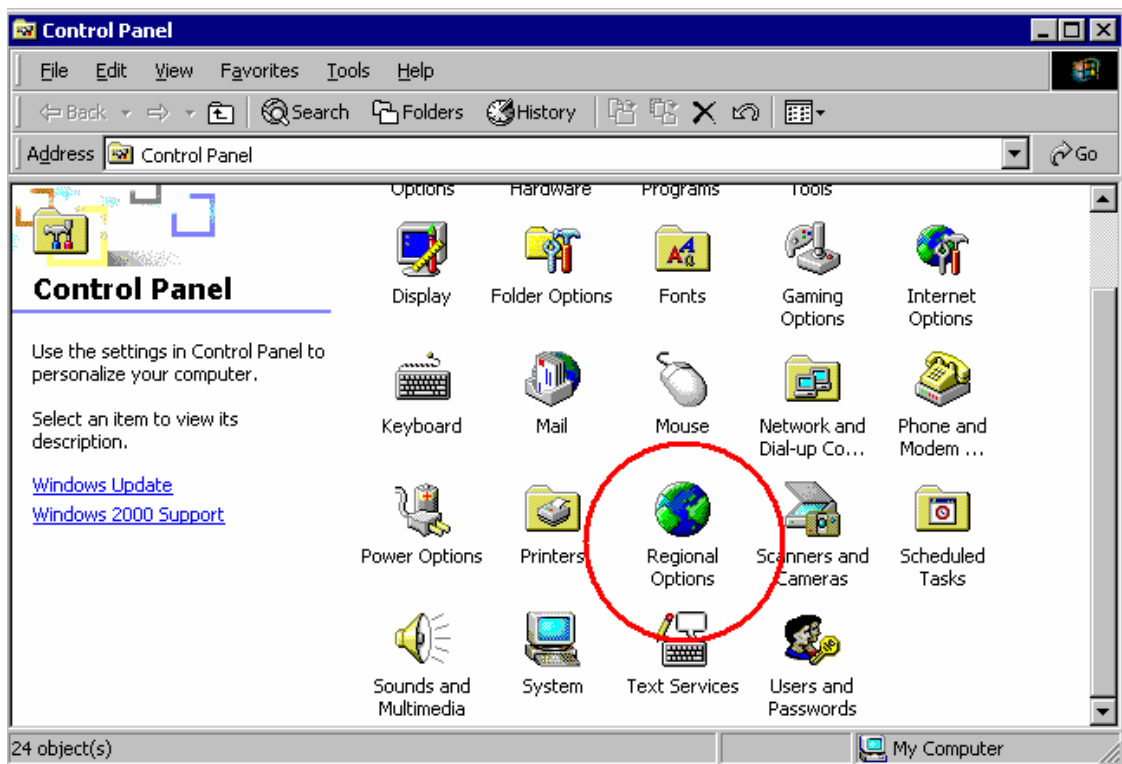 Control Panel
File Edit View Favorites Tools Help
Back Search Folders History
Address Control Panel Go
Options Hardware Programs Tools
Control Panel
Use the settings in Control Panel to
personalize your computer.
Select an item to view its
description.
Windows Update
Windows 2000 Support
Display Folder Options Fonts Gaming Internet
Options Options
Keyboard Mail Mouse Network and Phone and
Dial-up Co... Modem ...
Power Options Printers Regional Scanners and Scheduled
Options Cameras Tasks
Sounds and System Text Services Users and
Multimedia Passwords
24 object(s) My Computer